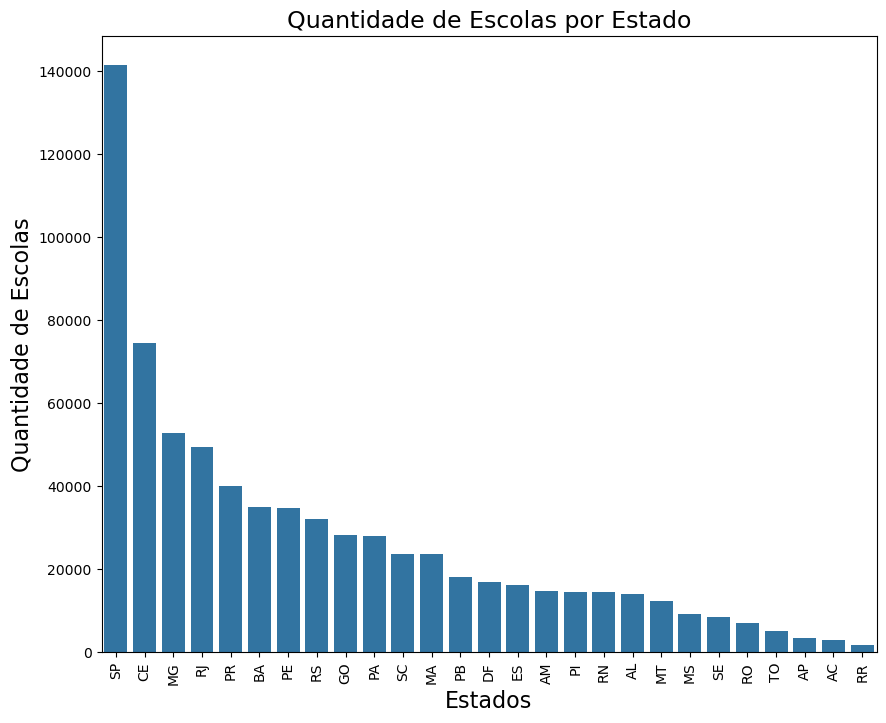 Quantidade de Escolas por Estado
Quantidade de Escolas
140000
120000
100000
80000
60000
40000
20000
0
SP CE MG RJ PR BA PE RS GO PA SC MA PB DF ES AM PI RN AL MT MS SE RO TO AP AC RR
Estados